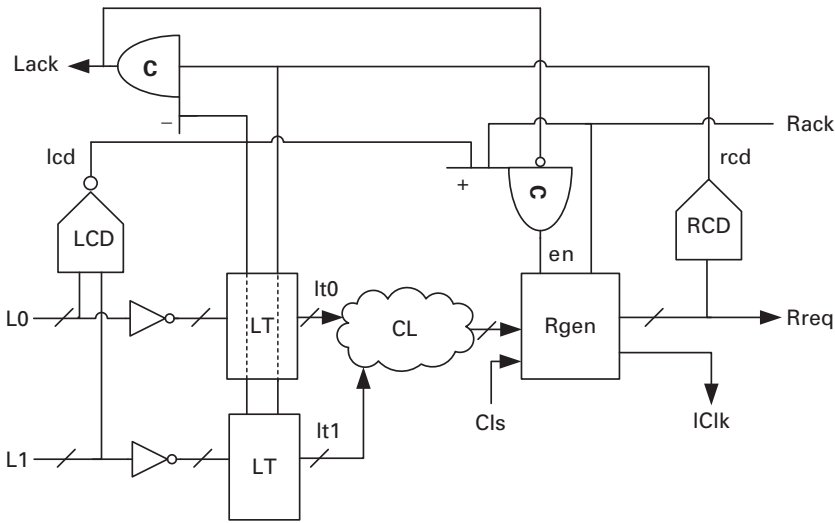 Lack
C
–
Rack
lcd
rcd
+
C
LCD
RCD
en
L0
LT
lt0
CL
Rgen
Rreq
Cls
lClk
L1
LT
lt1